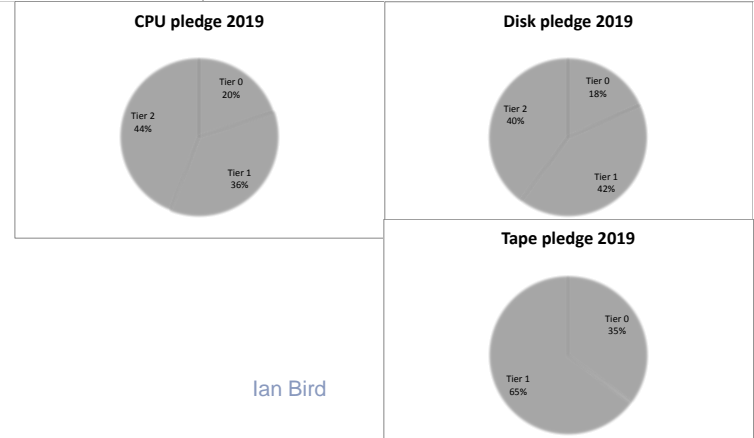 CPU pledge 2019
Tier 0
20%
Tier 2
44%
Tier 1
36%
Disk pledge 2019
Tier 0
18%
Tier 2
40%
Tier 1
42%
Tape pledge 2019
Tier 0
35%
Tier 1
65%
Ian Bird